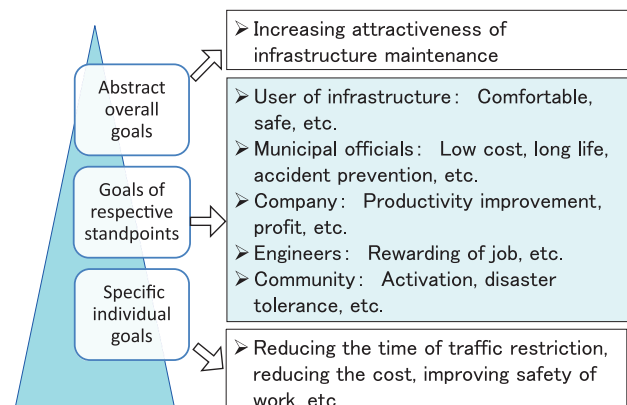 Abstract
overall
goals
➢ Increasing attractiveness of
infrastructure maintenance
Goals of
respective
standpoints
➢ User of infrastructure: Comfortable,
safe, etc.
➢ Municipal officials: Low cost, long life,
accident prevention, etc.
➢ Company: Productivity improvement,
profit, etc.
➢ Engineers: Rewarding of job, etc.
➢ Community: Activation, disaster
tolerance, etc.
Specific
individual
goals
➢ Reducing the time of traffic restriction,
reducing the cost, improving safety of
work, etc